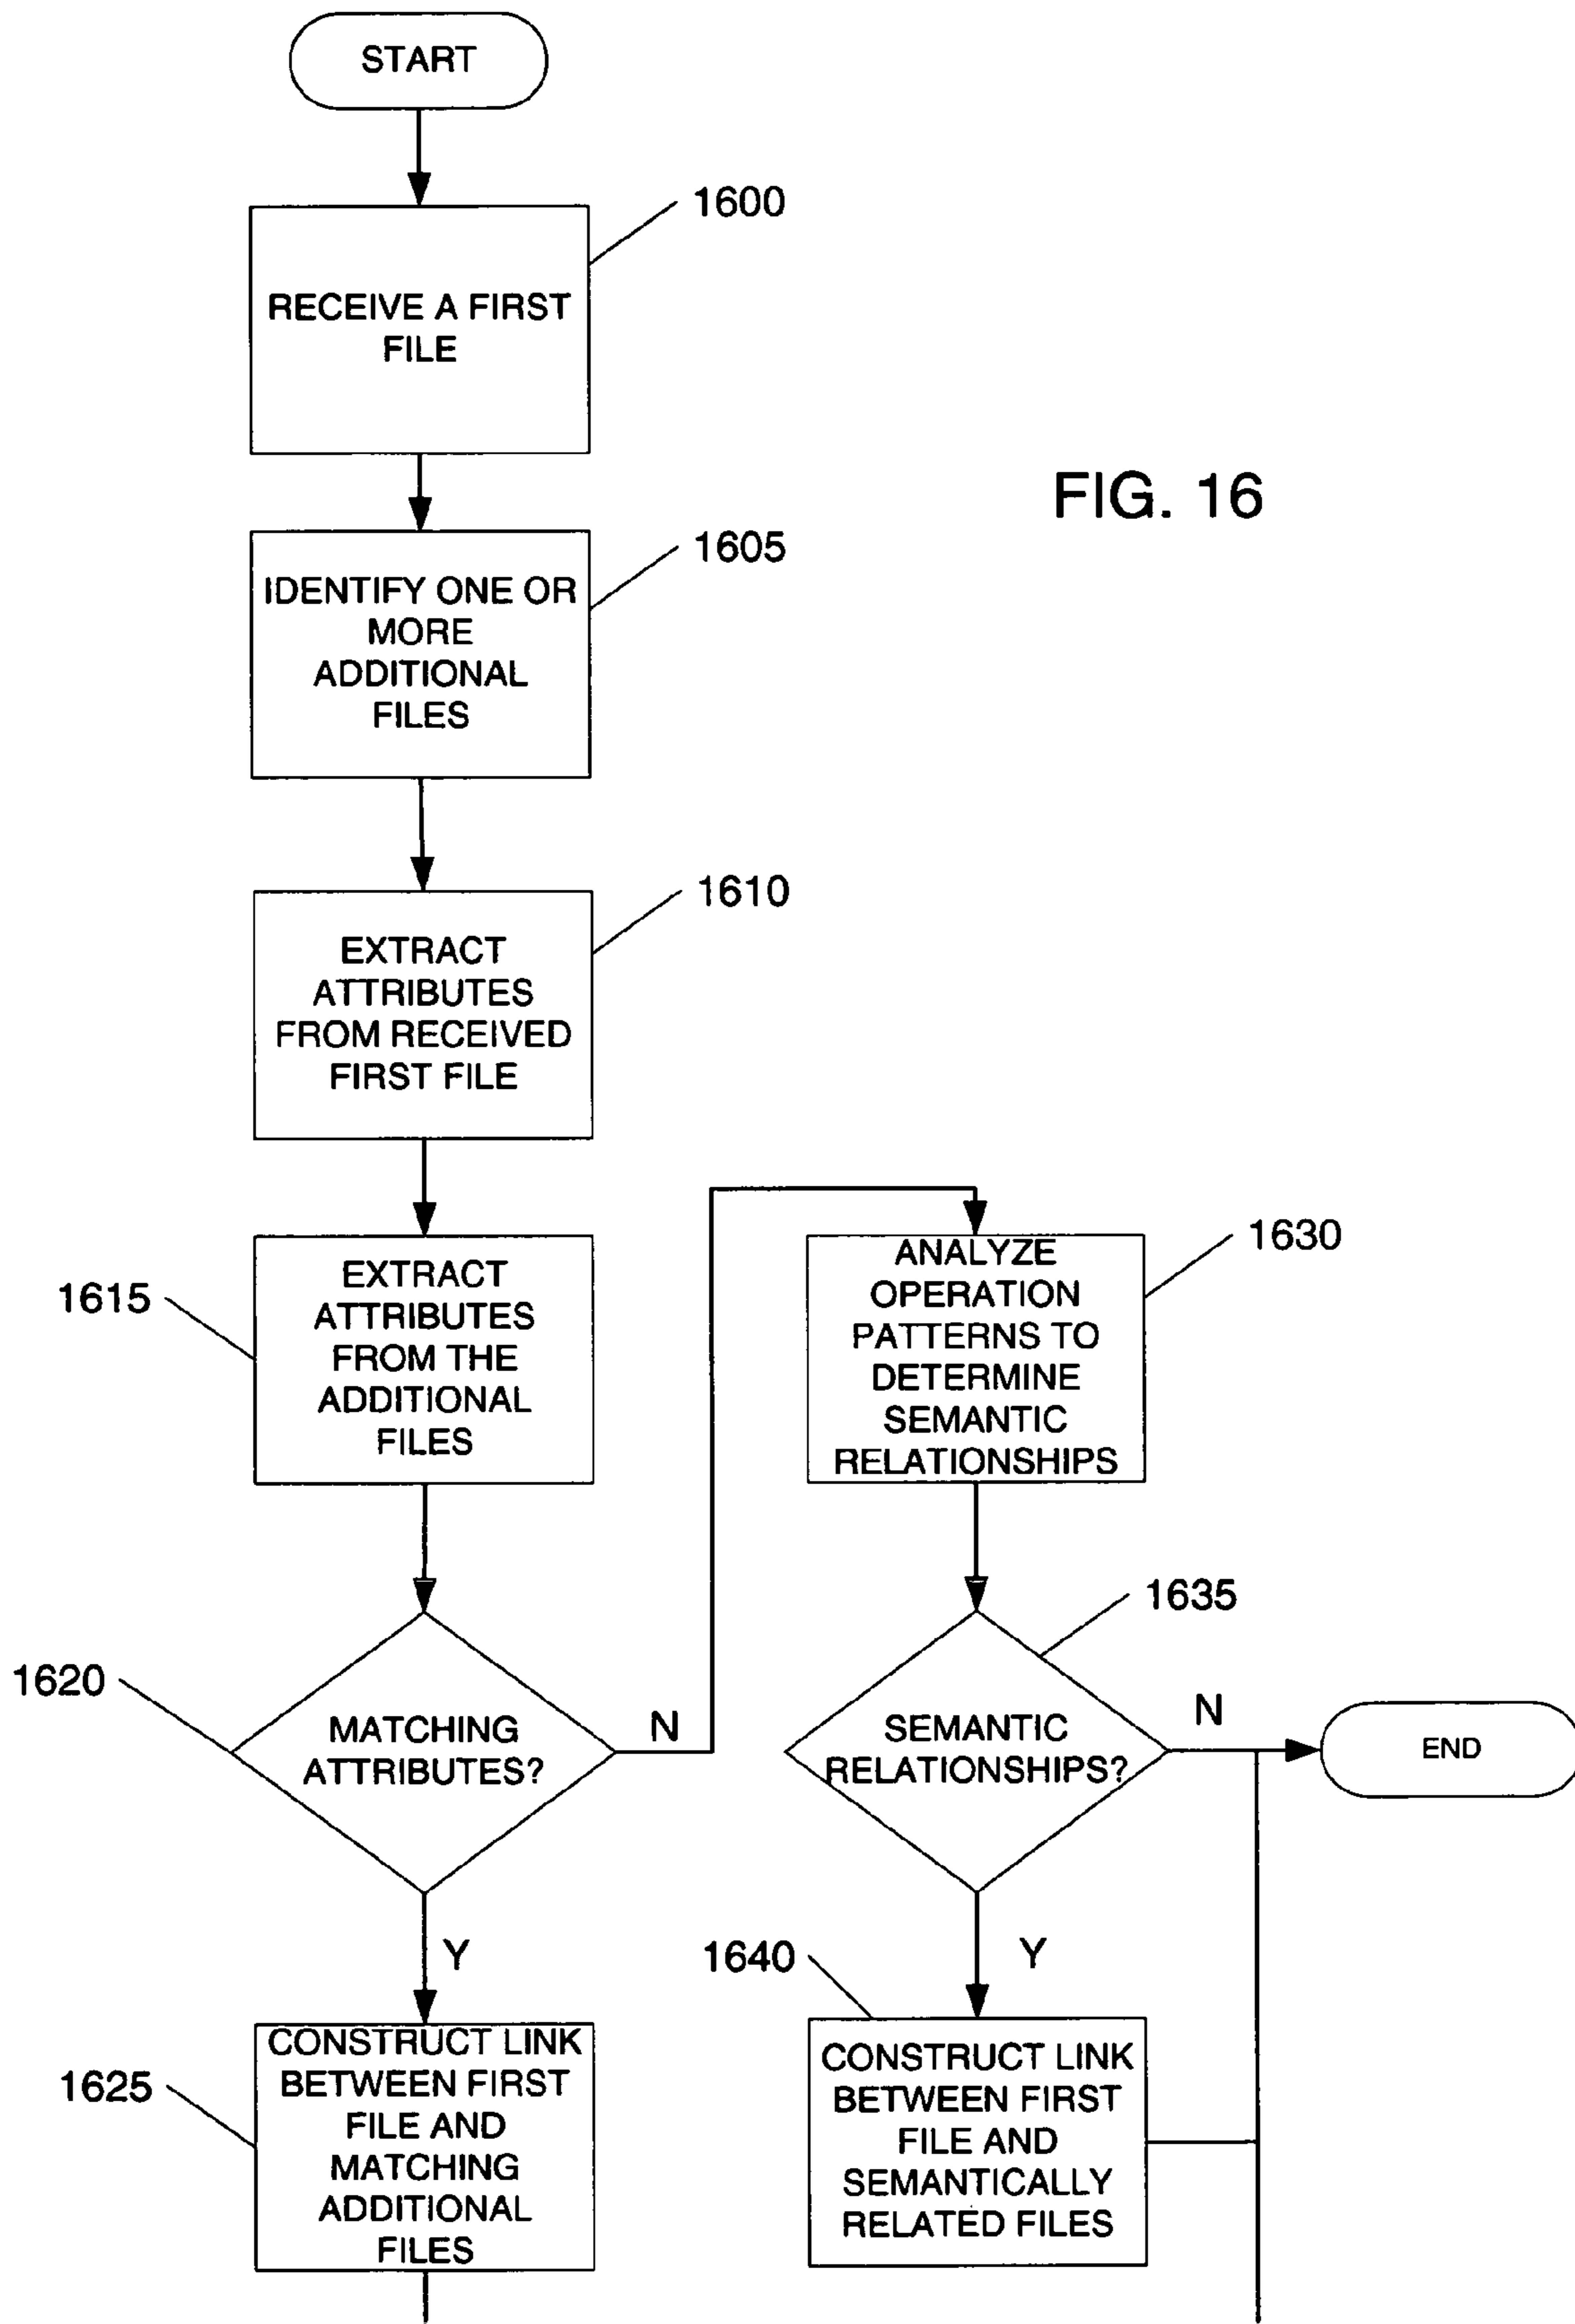 START
1600
RECEIVE A FIRST
FILE
FIG. 16
1605
IDENTIFY ONE OR
MORE
ADDITIONAL
FILES
1610
EXTRACT
ATTRIBUTES
FROM RECEIVED
FIRST FILE
1615
EXTRACT
ATTRIBUTES
FROM THE
ADDITIONAL
FILES
1620
MATCHING
ATTRIBUTES?
N
Y
1625
CONSTRUCT LINK
BETWEEN FIRST
FILE AND
MATCHING
ADDITIONAL
FILES
1630
ANALYZE
OPERATION
PATTERNS TO
DETERMINE
SEMANTIC
RELATIONSHIPS
1635
SEMANTIC
RELATIONSHIPS?
N
END
Y
1640
CONSTRUCT LINK
BETWEEN FIRST
FILE AND
SEMANTICALLY
RELATED FILES